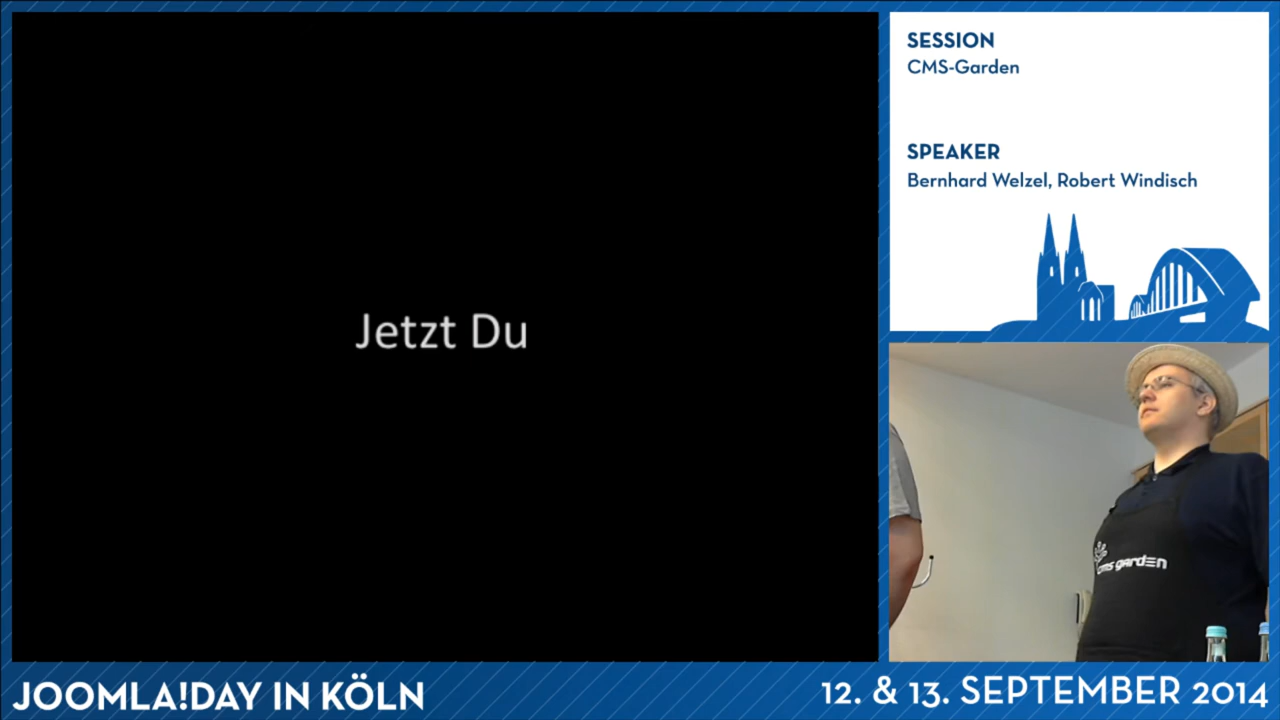 Jetzt Du
SESSION
CMS-Garden
SPEAKER
Bernhard Welzel, Robert Windisch
cms garden
JOOMLA!DAY IN KÖLN
12. & 13. SEPTEMBER 2014